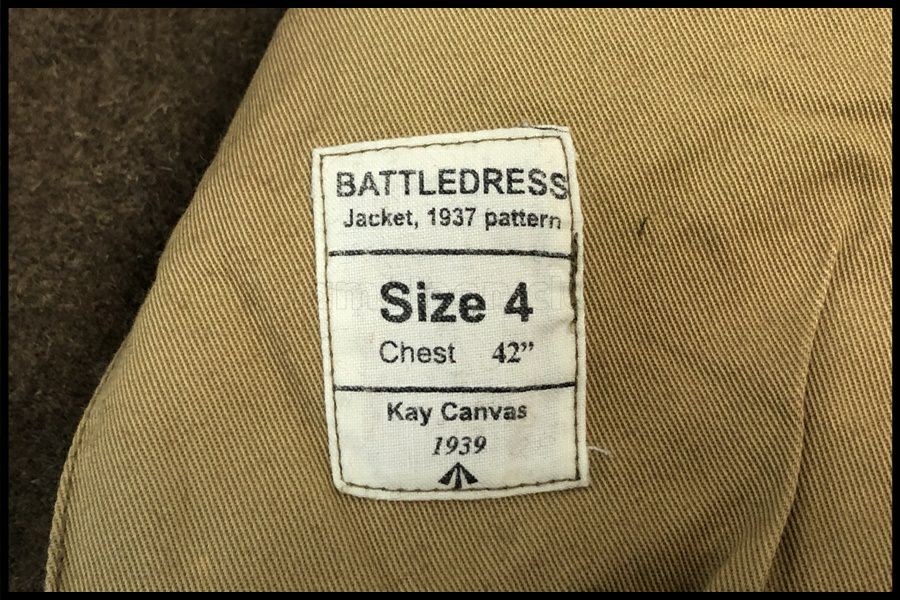 BATTLEDRESS
Jacket, 1937 pattern
Size 4
Chest 42”
Kay Canvas
1939